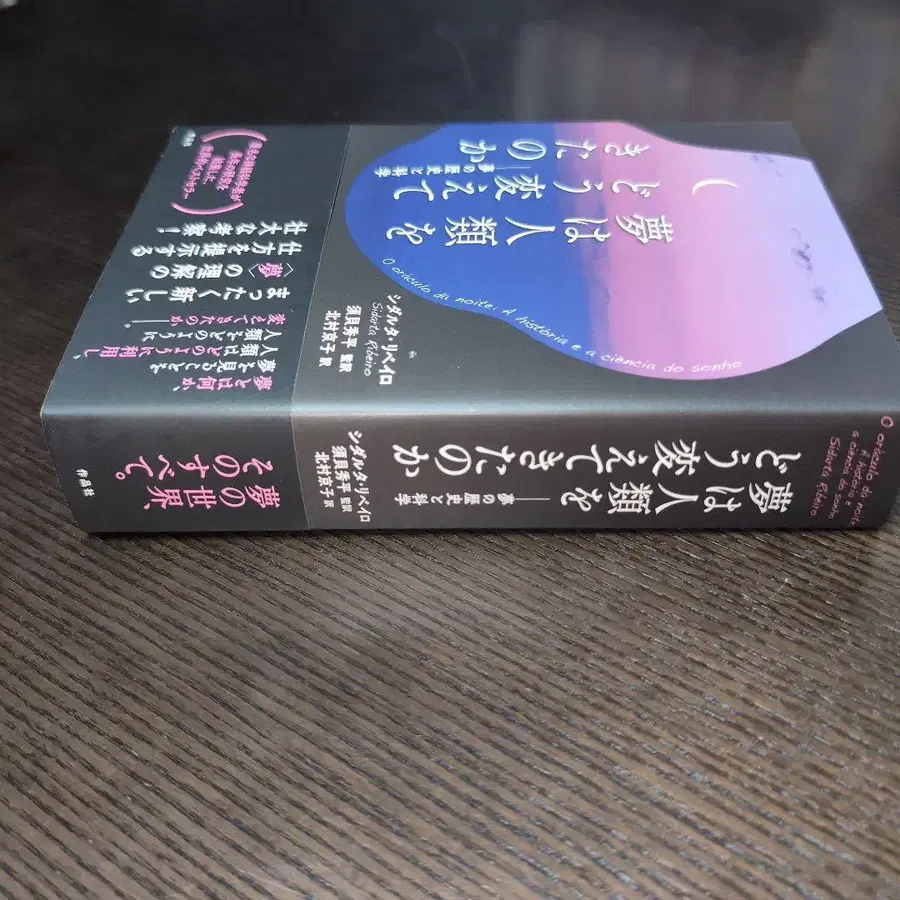 夢は人類を
どう変えて
きたのか
――夢の歴史と科学
O oráculo da noite: A história e a ciência do sonho
シダルタ・リベイロ
Sidarta Ribeiro
須貝秀平 監訳
北村京子 訳
夢とは何か、
夢を見ることを
人類はどのように利用し、
人類をどのように
変えてきたのか――
まったく新しい
〈夢〉の理解の
仕方を提示する
壮大な考察!
作品社
O oráculo da noite:
A história e
a ciência do sonho
Sidarta Ribeiro
夢は人類を
どう変えてきたのか
――夢の歴史と科学
シダルタ・リベイロ
須貝秀平 監訳
北村京子 訳
夢の世界、
そのすべて。
作品社